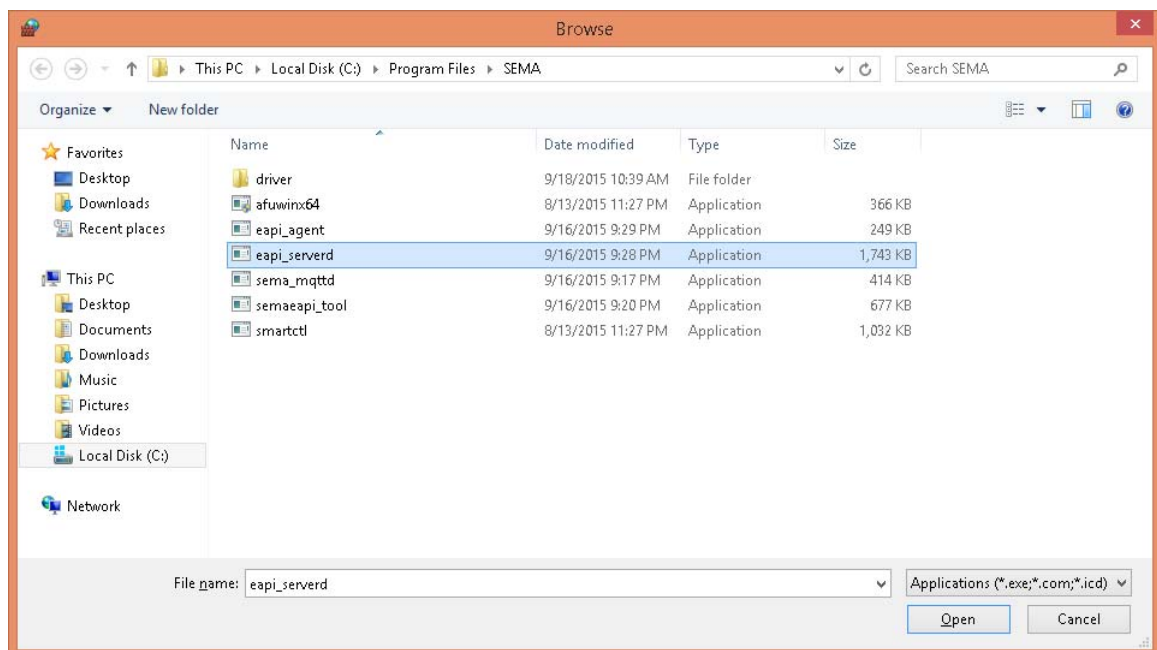 Browse
This PC Local Disk (C:) Program Files SEMA Search SEMA
Organize New folder
Name Date modified Type Size
Favorites
Desktop
Downloads
Recent places
This PC
Desktop
Documents
Downloads
Music
Pictures
Videos
Local Disk (C:)
Network
driver 9/18/2015 10:39 AM File folder
afuwinx64 8/13/2015 11:27 PM Application 366 KB
eapi_agent 9/16/2015 9:29 PM Application 249 KB
eapi_serverd 9/16/2015 9:28 PM Application 1,743 KB
sema_mqttd 9/16/2015 9:17 PM Application 414 KB
semaeapi_tool 9/16/2015 9:20 PM Application 677 KB
smartctl 8/13/2015 11:27 PM Application 1,032 KB
File name: eapi_serverd Applications (*.exe;*.com;*.icd)
Open Cancel